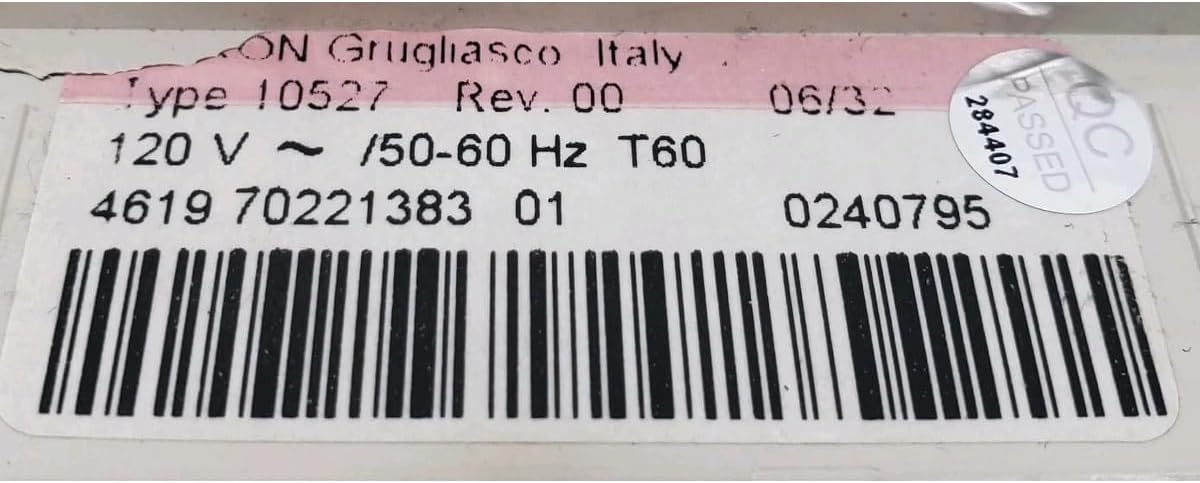 ON Grugliasco Italy
Type 10527 Rev. 00 06/32
120 V ~ /50-60 Hz T60
4619 70221383 01 0240795
QC
PASSED
284407